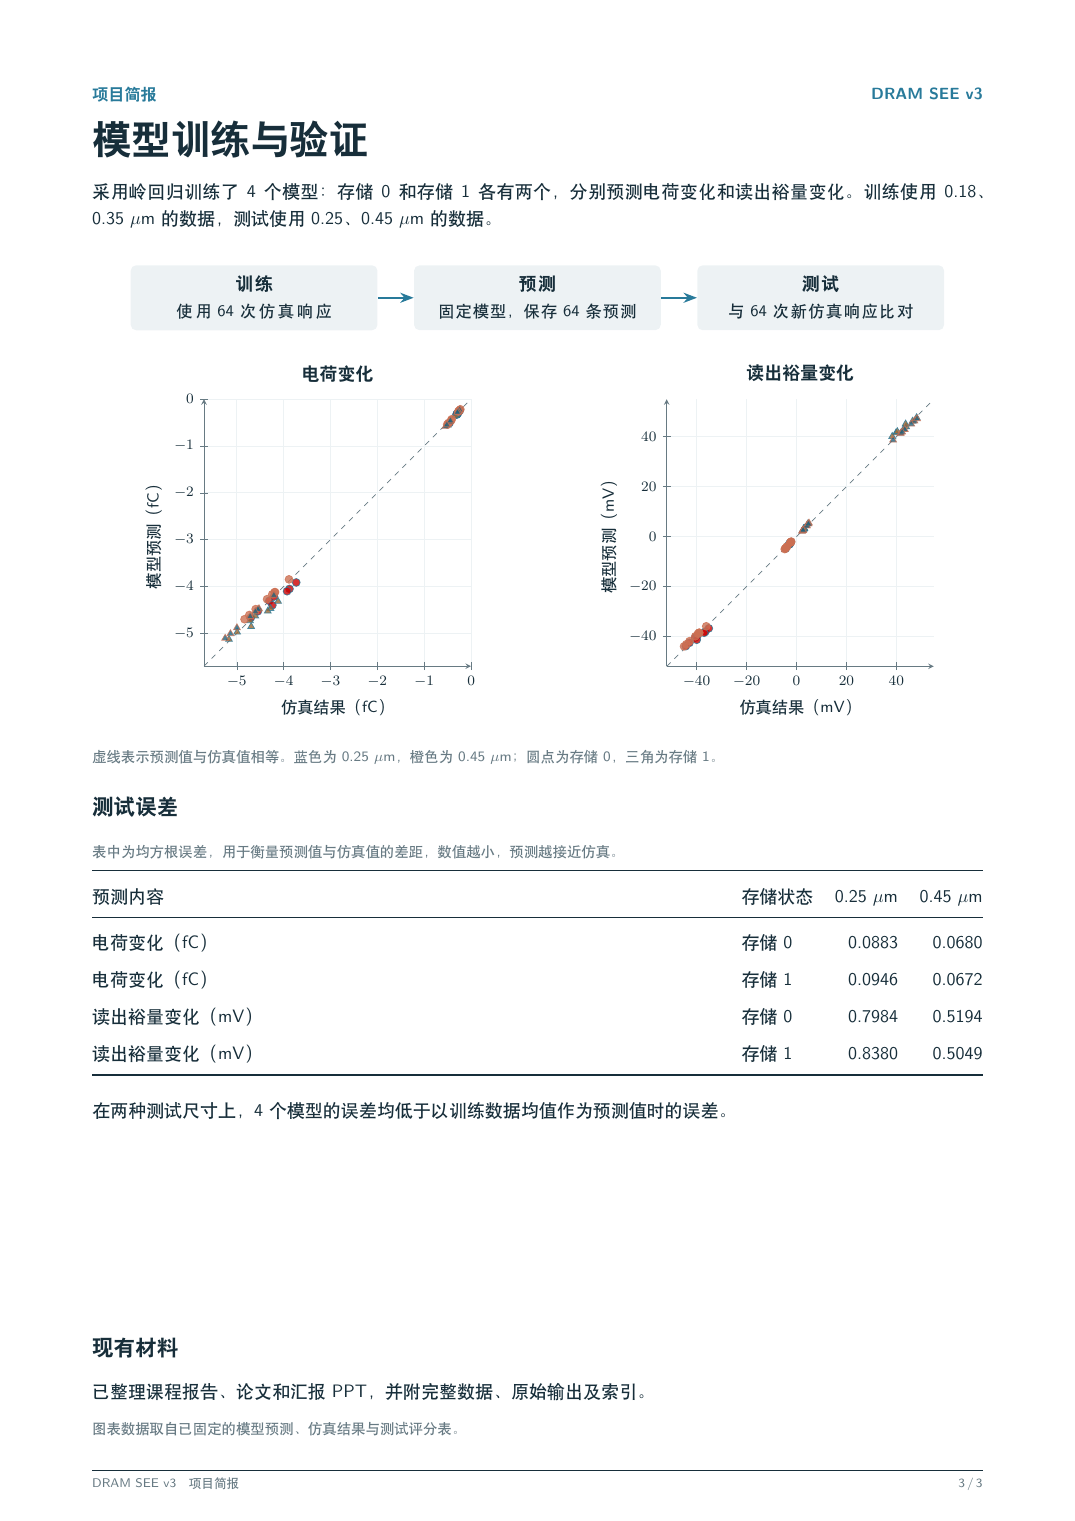 项目简报
DRAM SEE v3
模型训练与验证
采用岭回归训练了 4 个模型：存储 0 和存储 1 各有两个，分别预测电荷变化和读出裕量变化。训练使用 0.18、
0.35 μm 的数据，测试使用 0.25、0.45 μm 的数据。
训练
使用 64 次仿真响应
预测
固定模型，保存 64 条预测
测试
与 64 次新仿真响应比对
电荷变化
0
−1
−2
−3
−4
−5
模型预测（fC）
−5 −4 −3 −2 −1 0
仿真结果（fC）
读出裕量变化
40
20
0
−20
−40
模型预测（mV）
−40 −20 0 20 40
仿真结果（mV）
虚线表示预测值与仿真值相等。蓝色为 0.25 μm，橙色为 0.45 μm；圆点为存储 0，三角为存储 1。
测试误差
表中为均方根误差，用于衡量预测值与仿真值的差距，数值越小，预测越接近仿真。
预测内容 存储状态 0.25 μm 0.45 μm
电荷变化（fC） 存储 0 0.0883 0.0680
电荷变化（fC） 存储 1 0.0946 0.0672
读出裕量变化（mV） 存储 0 0.7984 0.5194
读出裕量变化（mV） 存储 1 0.8380 0.5049
在两种测试尺寸上，4 个模型的误差均低于以训练数据均值作为预测值时的误差。
现有材料
已整理课程报告、论文和汇报 PPT，并附完整数据、原始输出及索引。
图表数据取自已固定的模型预测、仿真结果与测试评分表。
DRAM SEE v3 项目简报
3 / 3